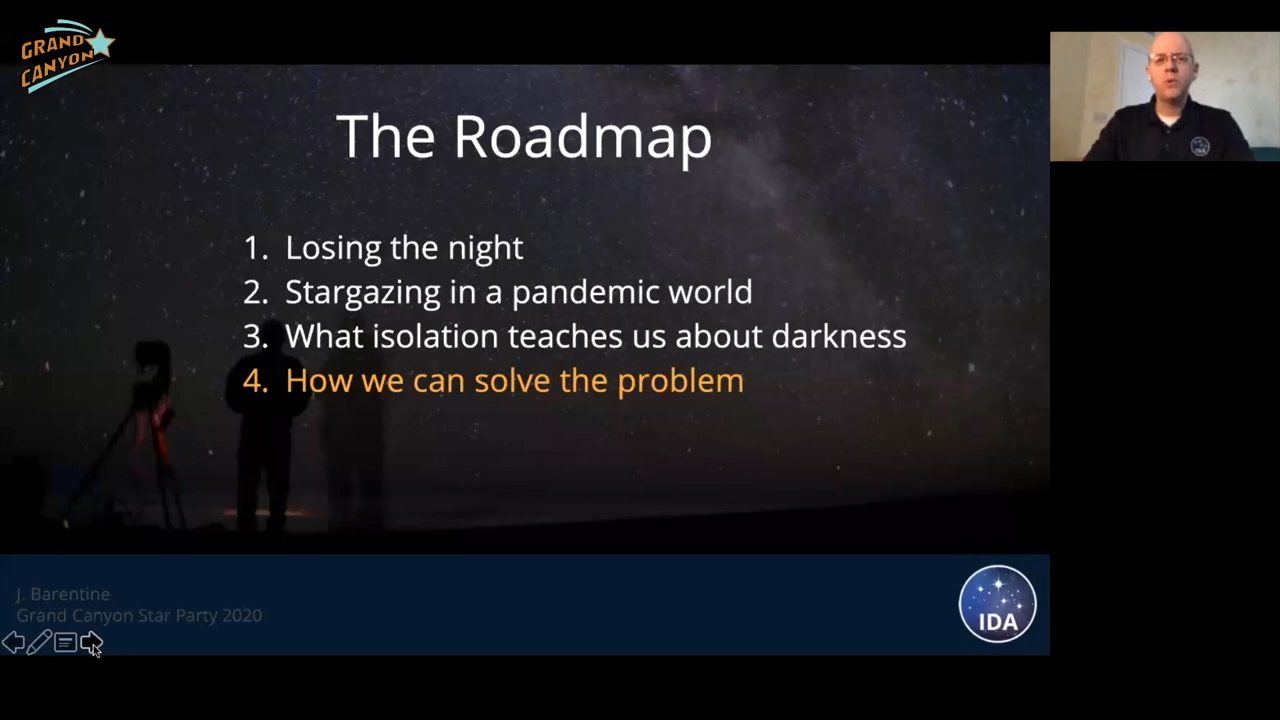 GRAND
CANYON
The Roadmap
1. Losing the night
2. Stargazing in a pandemic world
3. What isolation teaches us about darkness
4. How we can solve the problem
J. Barentine
Grand Canyon Star Party 2020
IDA
IDA